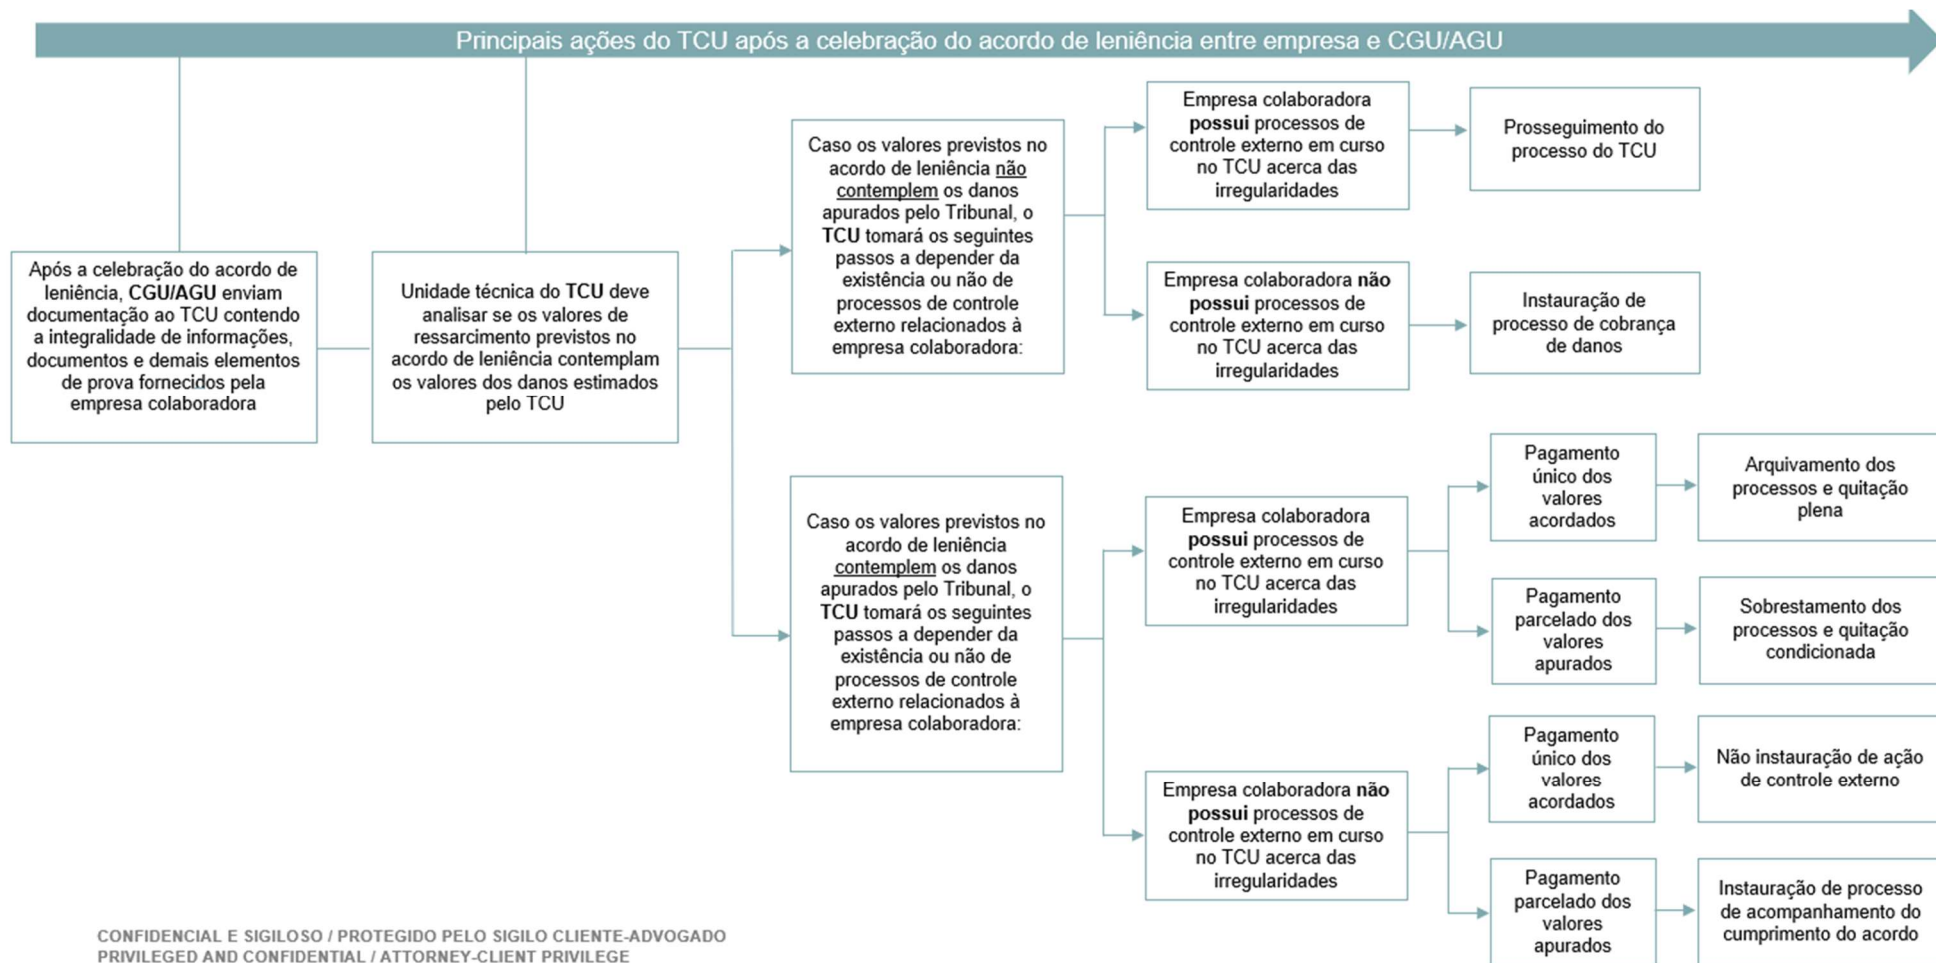 Principais ações do TCU após a celebração do acordo de leniência entre empresa e CGU/AGU
Após a celebração do acordo de
leniência, CGU/AGU enviam
documentação ao TCU contendo
a integralidade de informações,
documentos e demais elementos
de prova fornecidos pela
empresa colaboradora
Unidade técnica do TCU deve
analisar se os valores de
ressarcimento previstos no
acordo de leniência contemplam
os valores dos danos estimados
pelo TCU
Caso os valores previstos no
acordo de leniência não
contemplem os danos
apurados pelo Tribunal, o
TCU tomará os seguintes
passos a depender da
existência ou não de
processos de controle
externo relacionados à
empresa colaboradora:
Empresa colaboradora
possui processos de
controle externo em curso
no TCU acerca das
irregularidades
Prosseguimento do
processo do TCU
Empresa colaboradora não
possui processos de
controle externo em curso
no TCU acerca das
irregularidades
Instauração de
processo de cobrança
de danos
Caso os valores previstos no
acordo de leniência
contemplem os danos
apurados pelo Tribunal, o
TCU tomará os seguintes
passos a depender da
existência ou não de
processos de controle
externo relacionados à
empresa colaboradora:
Empresa colaboradora
possui processos de
controle externo em curso
no TCU acerca das
irregularidades
Pagamento
único dos
valores
acordados
Arquivamento dos
processos e quitação
plena
Pagamento
parcelado dos
valores
apurados
Sobrestamento dos
processos e quitação
condicionada
Empresa colaboradora não
possui processos de
controle externo em curso
no TCU acerca das
irregularidades
Pagamento
único dos
valores
acordados
Não instauração de ação
de controle externo
Pagamento
parcelado dos
valores
apurados
Instauração de processo
de acompanhamento do
cumprimento do acordo
CONFIDENCIAL E SIGILOSO / PROTEGIDO PELO SIGILO CLIENTE-ADVOGADO
PRIVILEGED AND CONFIDENTIAL / ATTORNEY-CLIENT PRIVILEGE